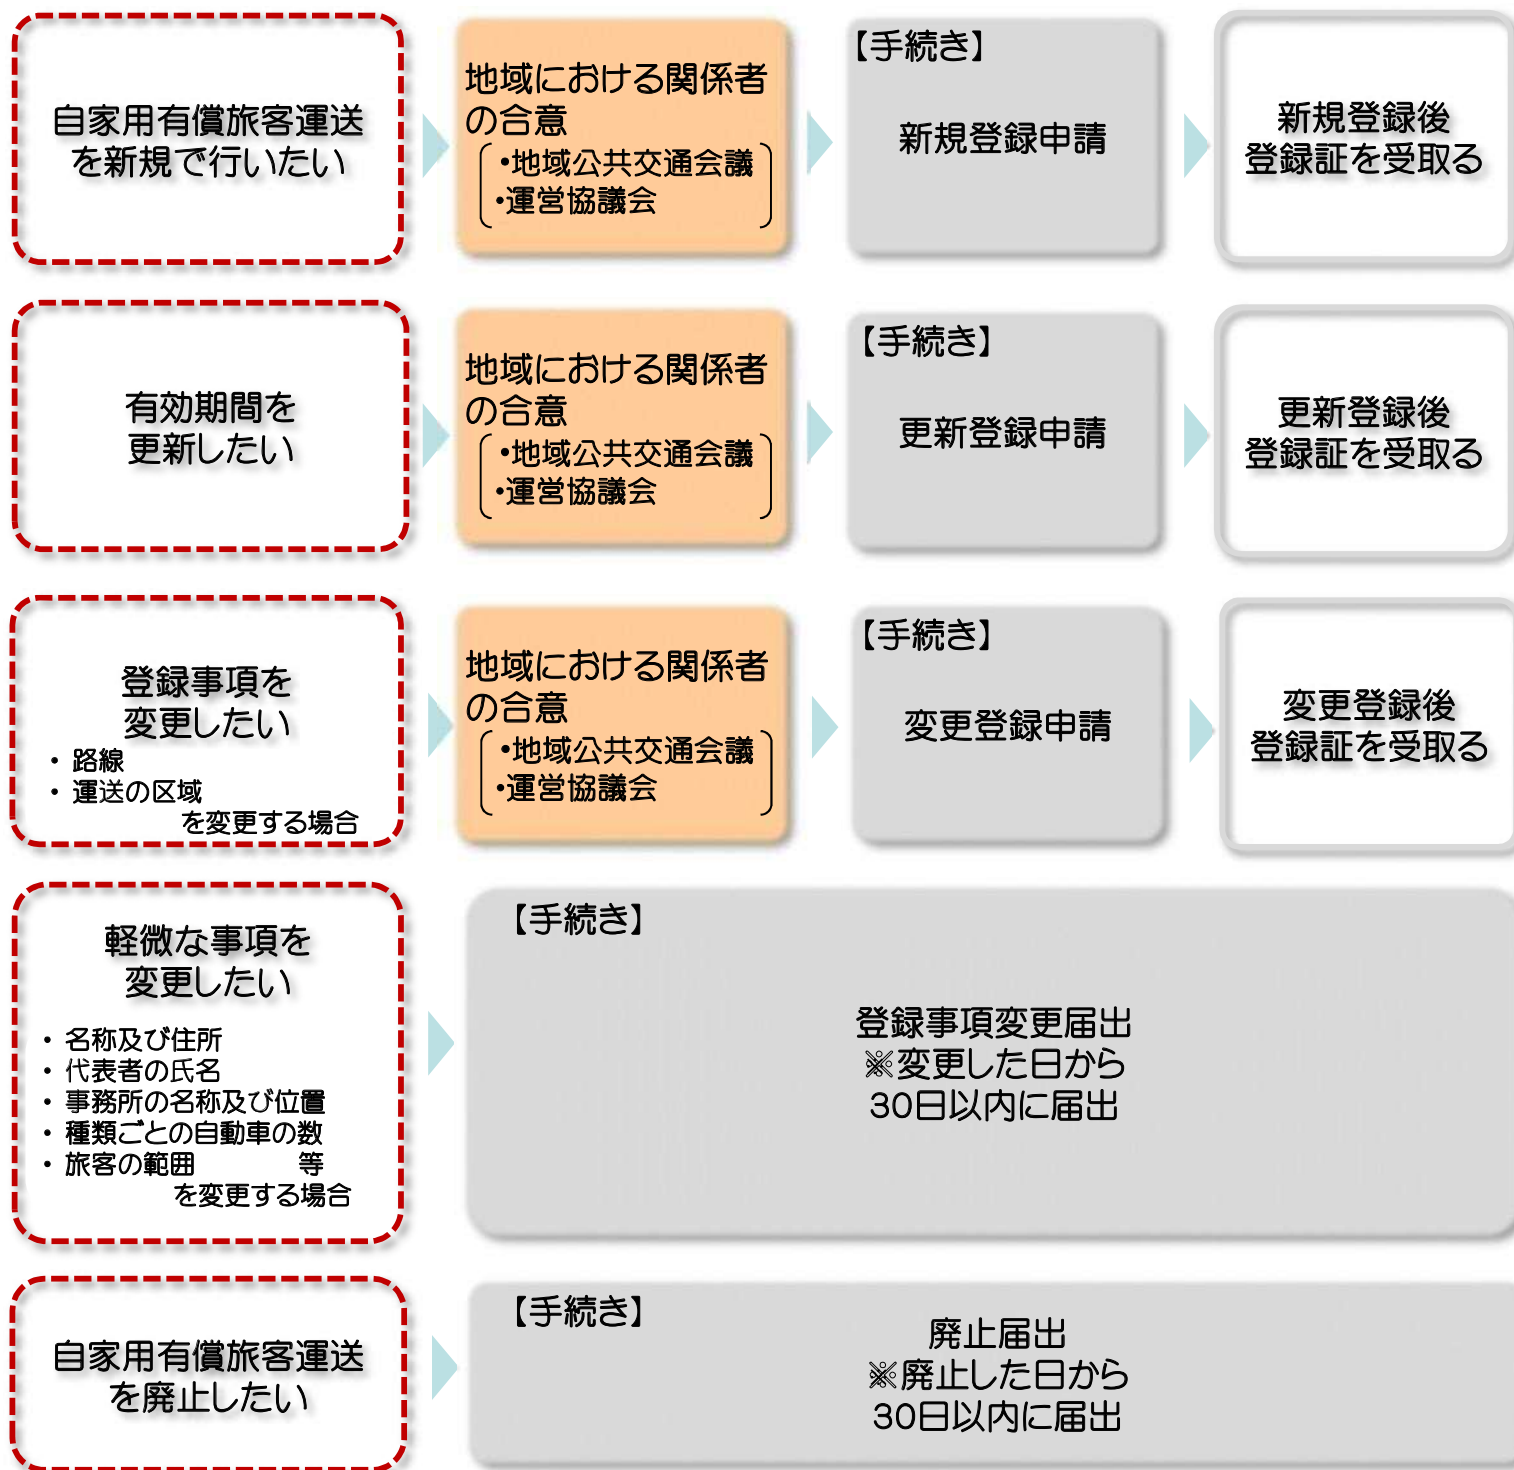 自家用有償旅客運送
を新規で行いたい
地域における関係者
の合意
・地域公共交通会議
・運営協議会
【手続き】
新規登録申請
新規登録後
登録証を受取る
有効期間を
更新したい
地域における関係者
の合意
・地域公共交通会議
・運営協議会
【手続き】
更新登録申請
更新登録後
登録証を受取る
登録事項を
変更したい
・ 路線
・ 運送の区域
を変更する場合
地域における関係者
の合意
・地域公共交通会議
・運営協議会
【手続き】
変更登録申請
変更登録後
登録証を受取る
軽微な事項を
変更したい
・ 名称及び住所
・ 代表者の氏名
・ 事務所の名称及び位置
・ 種類ごとの自動車の数
・ 旅客の範囲 等
を変更する場合
【手続き】
登録事項変更届出
※変更した日から
30日以内に届出
自家用有償旅客運送
を廃止したい
【手続き】
廃止届出
※廃止した日から
30日以内に届出